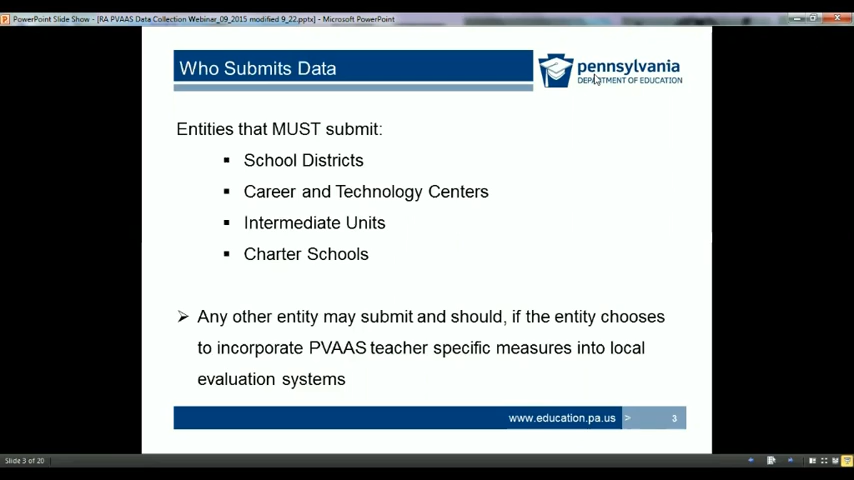 PowerPoint Slide Show - [RA PVAAS Data Collection Webinar_09_2015 modified 9_22.pptx] - Microsoft PowerPoint
Who Submits Data
pennsylvania
DEPARTMENT OF EDUCATION
Entities that MUST submit:
▪ School Districts
▪ Career and Technology Centers
▪ Intermediate Units
▪ Charter Schools
➢ Any other entity may submit and should, if the entity chooses
to incorporate PVAAS teacher specific measures into local
evaluation systems
www.education.pa.us > 3
Slide 3 of 20